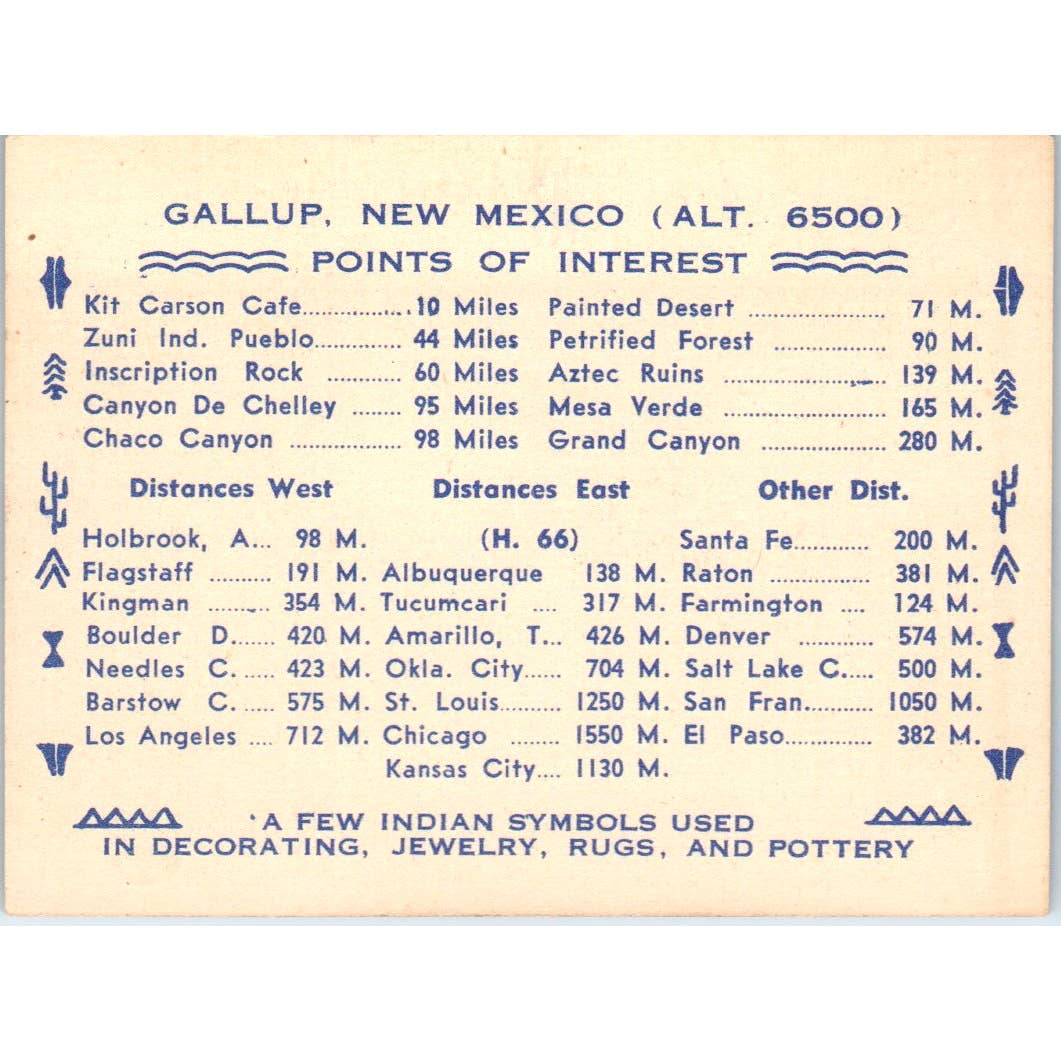 GALLUP, NEW MEXICO (ALT. 6500)
POINTS OF INTEREST
Kit Carson Cafe................10 Miles Painted Desert ...................... 71 M.
Zuni Ind. Pueblo.............. 44 Miles Petrified Forest .................. 90 M.
Inscription Rock ............ 60 Miles Aztec Ruins .......................... 139 M.
Canyon De Chelley ........ 95 Miles Mesa Verde .......................... 165 M.
Chaco Canyon .................. 98 Miles Grand Canyon .................... 280 M.
Distances West Distances East Other Dist.
Holbrook, A... 98 M. (H. 66) Santa Fe............ 200 M.
Flagstaff .......... 191 M. Albuquerque 138 M. Raton ................ 381 M.
Kingman .......... 354 M. Tucumcari .... 317 M. Farmington .... 124 M.
Boulder D....... 420 M. Amarillo, T... 426 M. Denver ............ 574 M.
Needles C. ..... 423 M. Okla. City...... 704 M. Salt Lake C..... 500 M.
Barstow C. ..... 575 M. St. Louis.......... 1250 M. San Fran........... 1050 M.
Los Angeles .... 712 M. Chicago ........ 1550 M. El Paso.............. 382 M.
Kansas City.... 1130 M.
A FEW INDIAN SYMBOLS USED
IN DECORATING, JEWELRY, RUGS, AND POTTERY